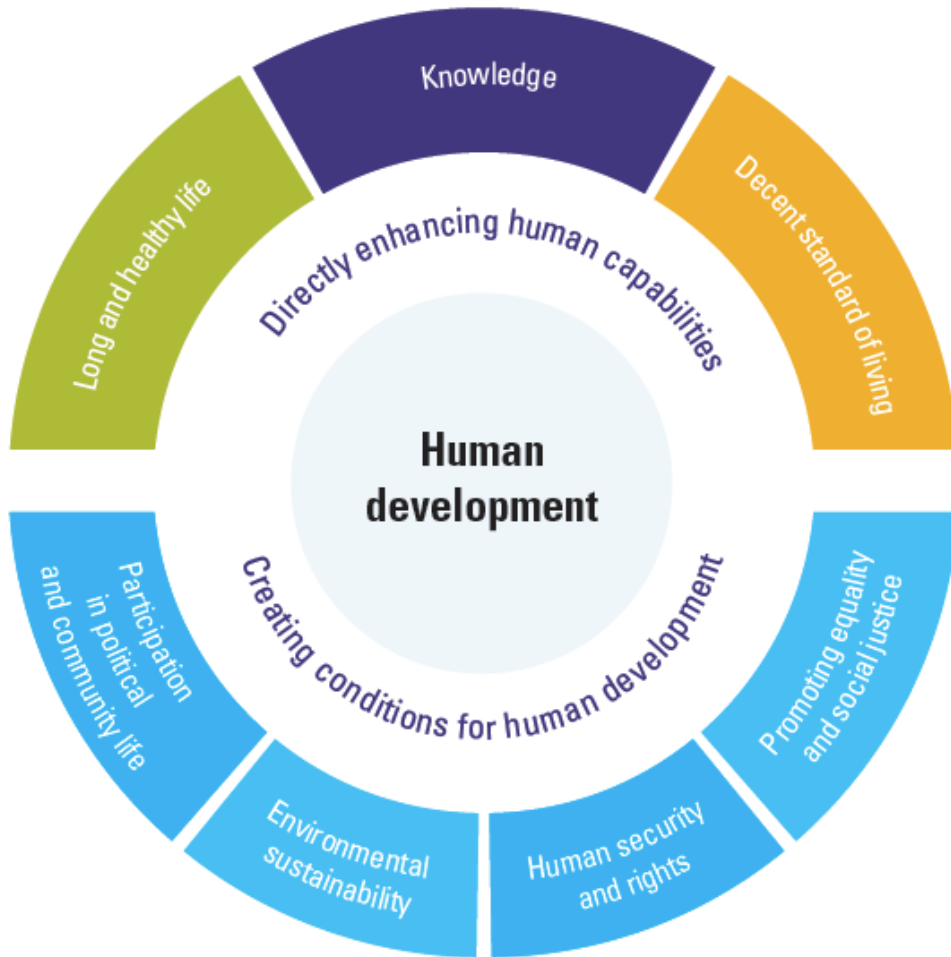 Knowledge
Long and healthy life
Decent standard of living
Directly enhancing human capabilities
Human
development
Creating conditions for human development
Participation
in political
and community life
Environmental
sustainability
Human security
and rights
Promoting equality
and social justice